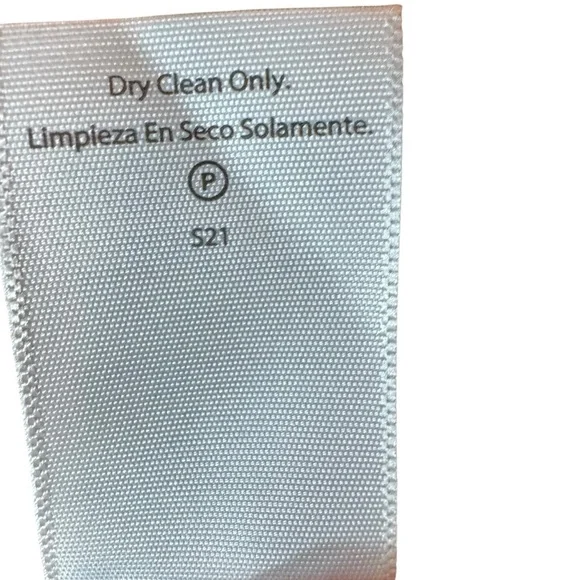 Dry Clean Only.
Limpieza En Seco Solamente.
P
S21